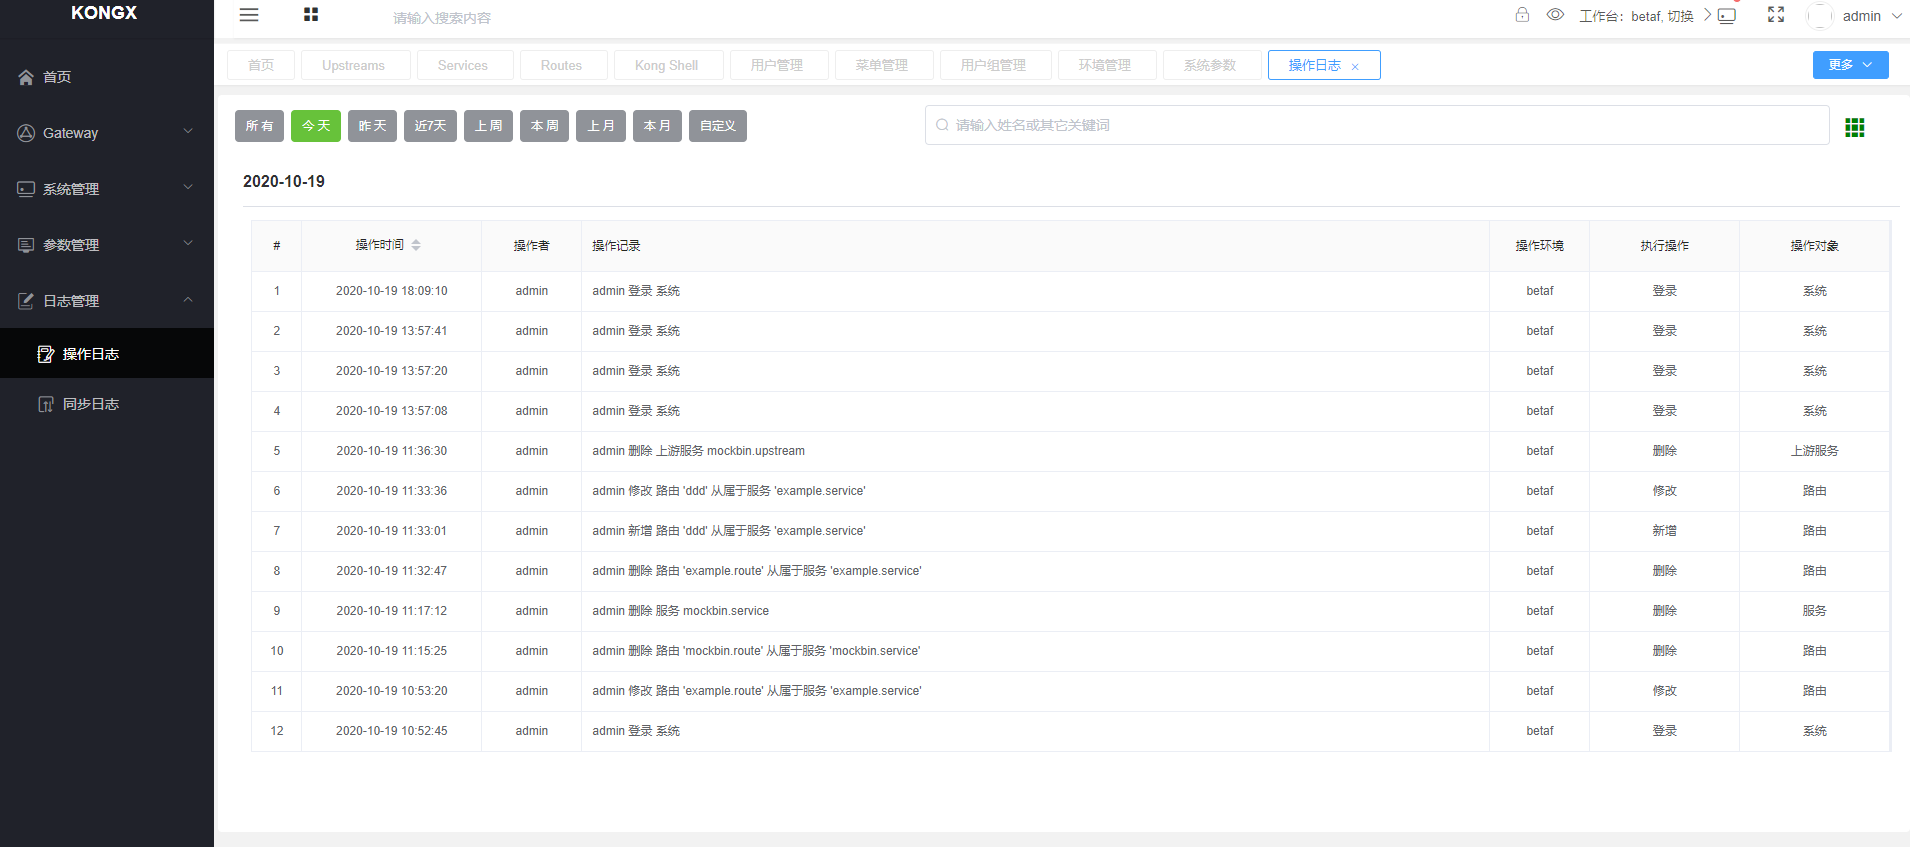 KONGX
请输入搜索内容
工作台：betaf, 切换
admin
首页
Gateway
系统管理
参数管理
日志管理
操作日志
同步日志
首页 Upstreams Services Routes Kong Shell 用户管理 菜单管理 用户组管理 环境管理 系统参数 操作日志 × 更多
所有 今天 昨天 近7天 上周 本周 上月 本月 自定义
请输入姓名或其它关键词
2020-10-19
# 操作时间 操作者 操作记录 操作环境 执行操作 操作对象
1 2020-10-19 18:09:10 admin admin 登录 系统 betaf 登录 系统
2 2020-10-19 13:57:41 admin admin 登录 系统 betaf 登录 系统
3 2020-10-19 13:57:20 admin admin 登录 系统 betaf 登录 系统
4 2020-10-19 13:57:08 admin admin 登录 系统 betaf 登录 系统
5 2020-10-19 11:36:30 admin admin 删除 上游服务 mockbin.upstream betaf 删除 上游服务
6 2020-10-19 11:33:36 admin admin 修改 路由 'ddd' 从属于服务 'example.service' betaf 修改 路由
7 2020-10-19 11:33:01 admin admin 新增 路由 'ddd' 从属于服务 'example.service' betaf 新增 路由
8 2020-10-19 11:32:47 admin admin 删除 路由 'example.route' 从属于服务 'example.service' betaf 删除 路由
9 2020-10-19 11:17:12 admin admin 删除 服务 mockbin.service betaf 删除 服务
10 2020-10-19 11:15:25 admin admin 删除 路由 'mockbin.route' 从属于服务 'mockbin.service' betaf 删除 路由
11 2020-10-19 10:53:20 admin admin 修改 路由 'example.route' 从属于服务 'example.service' betaf 修改 路由
12 2020-10-19 10:52:45 admin admin 登录 系统 betaf 登录 系统